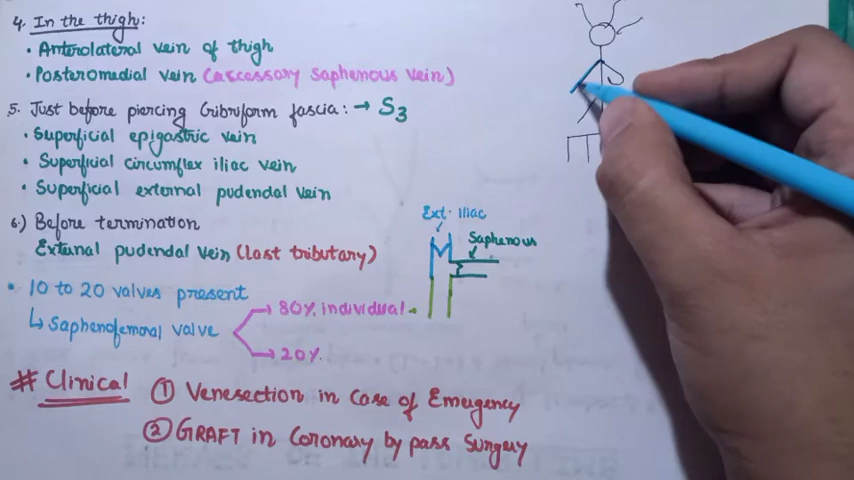 4. In the thigh:
• Anterolateral vein of thigh
• Posteromedial vein (accessary saphenous vein)
5. Just before piercing Cribriform fascia: → S3
• Superficial epigastric vein
• Superficial circumflex iliac vein
• Superficial external pudendal vein
6.) Before termination
External pudendal vein (last tributary)
Ext. iliac
Saphenous
• 10 to 20 valves present
↳ Saphenofemoral valve
→ 80% individual
→ 20%.
# Clinical
① Venesection in case of Emergency
② GRAFT in Coronary by pass Surgery